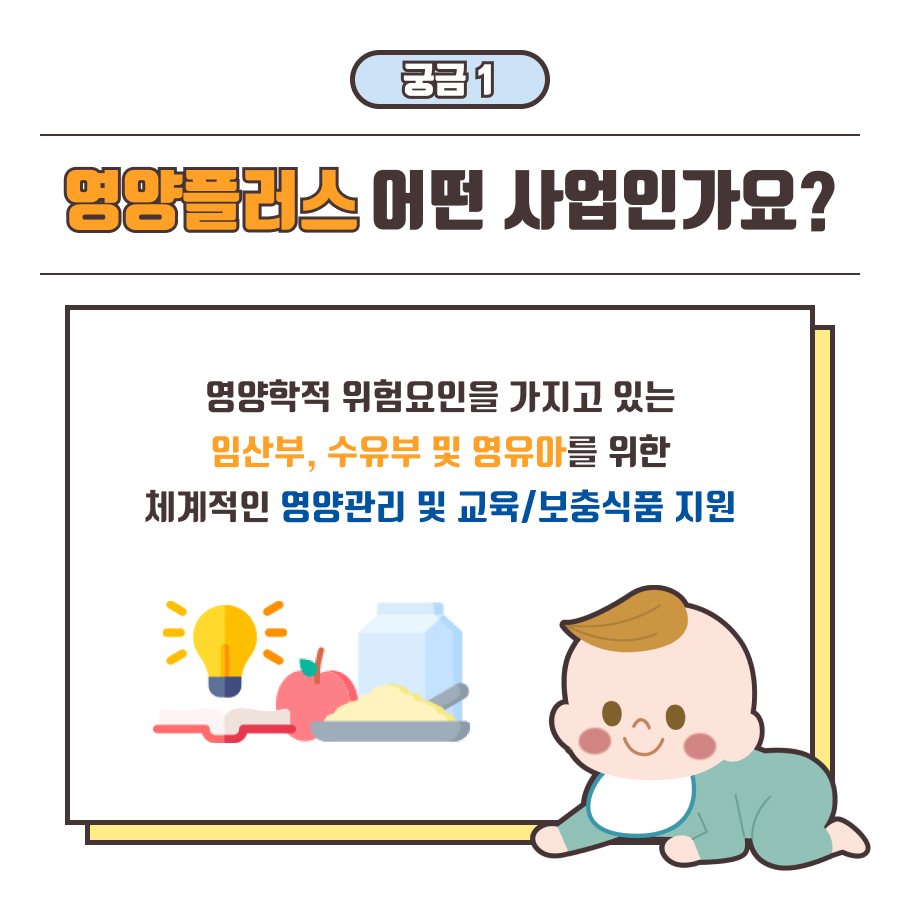 궁금 1
영양플러스 어떤 사업인가요?
영양학적 위험요인을 가지고 있는
임산부, 수유부 및 영유아를 위한
체계적인 영양관리 및 교육/보충식품 지원